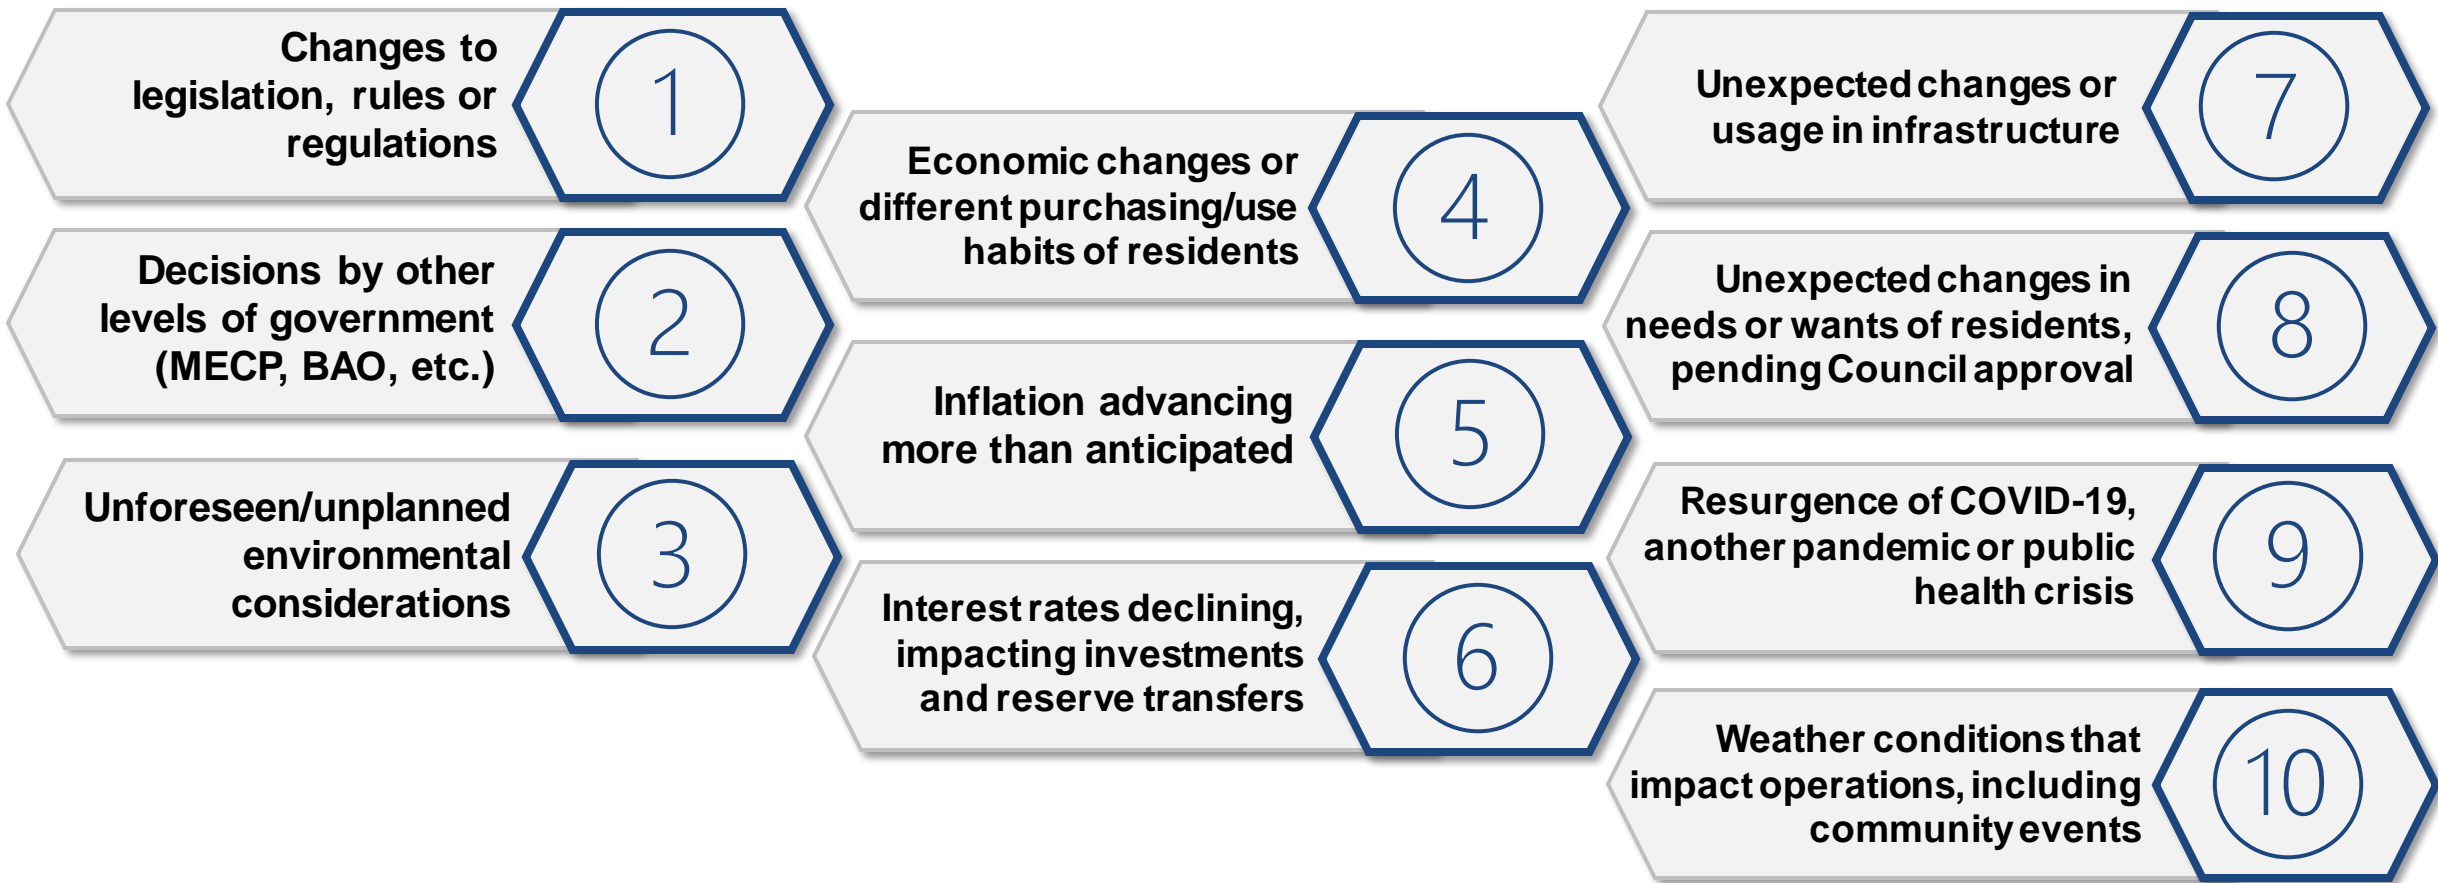 Changes to
legislation, rules or
regulations
1
Decisions by other
levels of government
(MECP, BAO, etc.)
2
Unforeseen/unplanned
environmental
considerations
3
Economic changes or
different purchasing/use
habits of residents
4
Inflation advancing
more than anticipated
5
Interest rates declining,
impacting investments
and reserve transfers
6
Unexpected changes or
usage in infrastructure
7
Unexpected changes in
needs or wants of residents,
pending Council approval
8
Resurgence of COVID-19,
another pandemic or public
health crisis
9
Weather conditions that
impact operations, including
community events
10